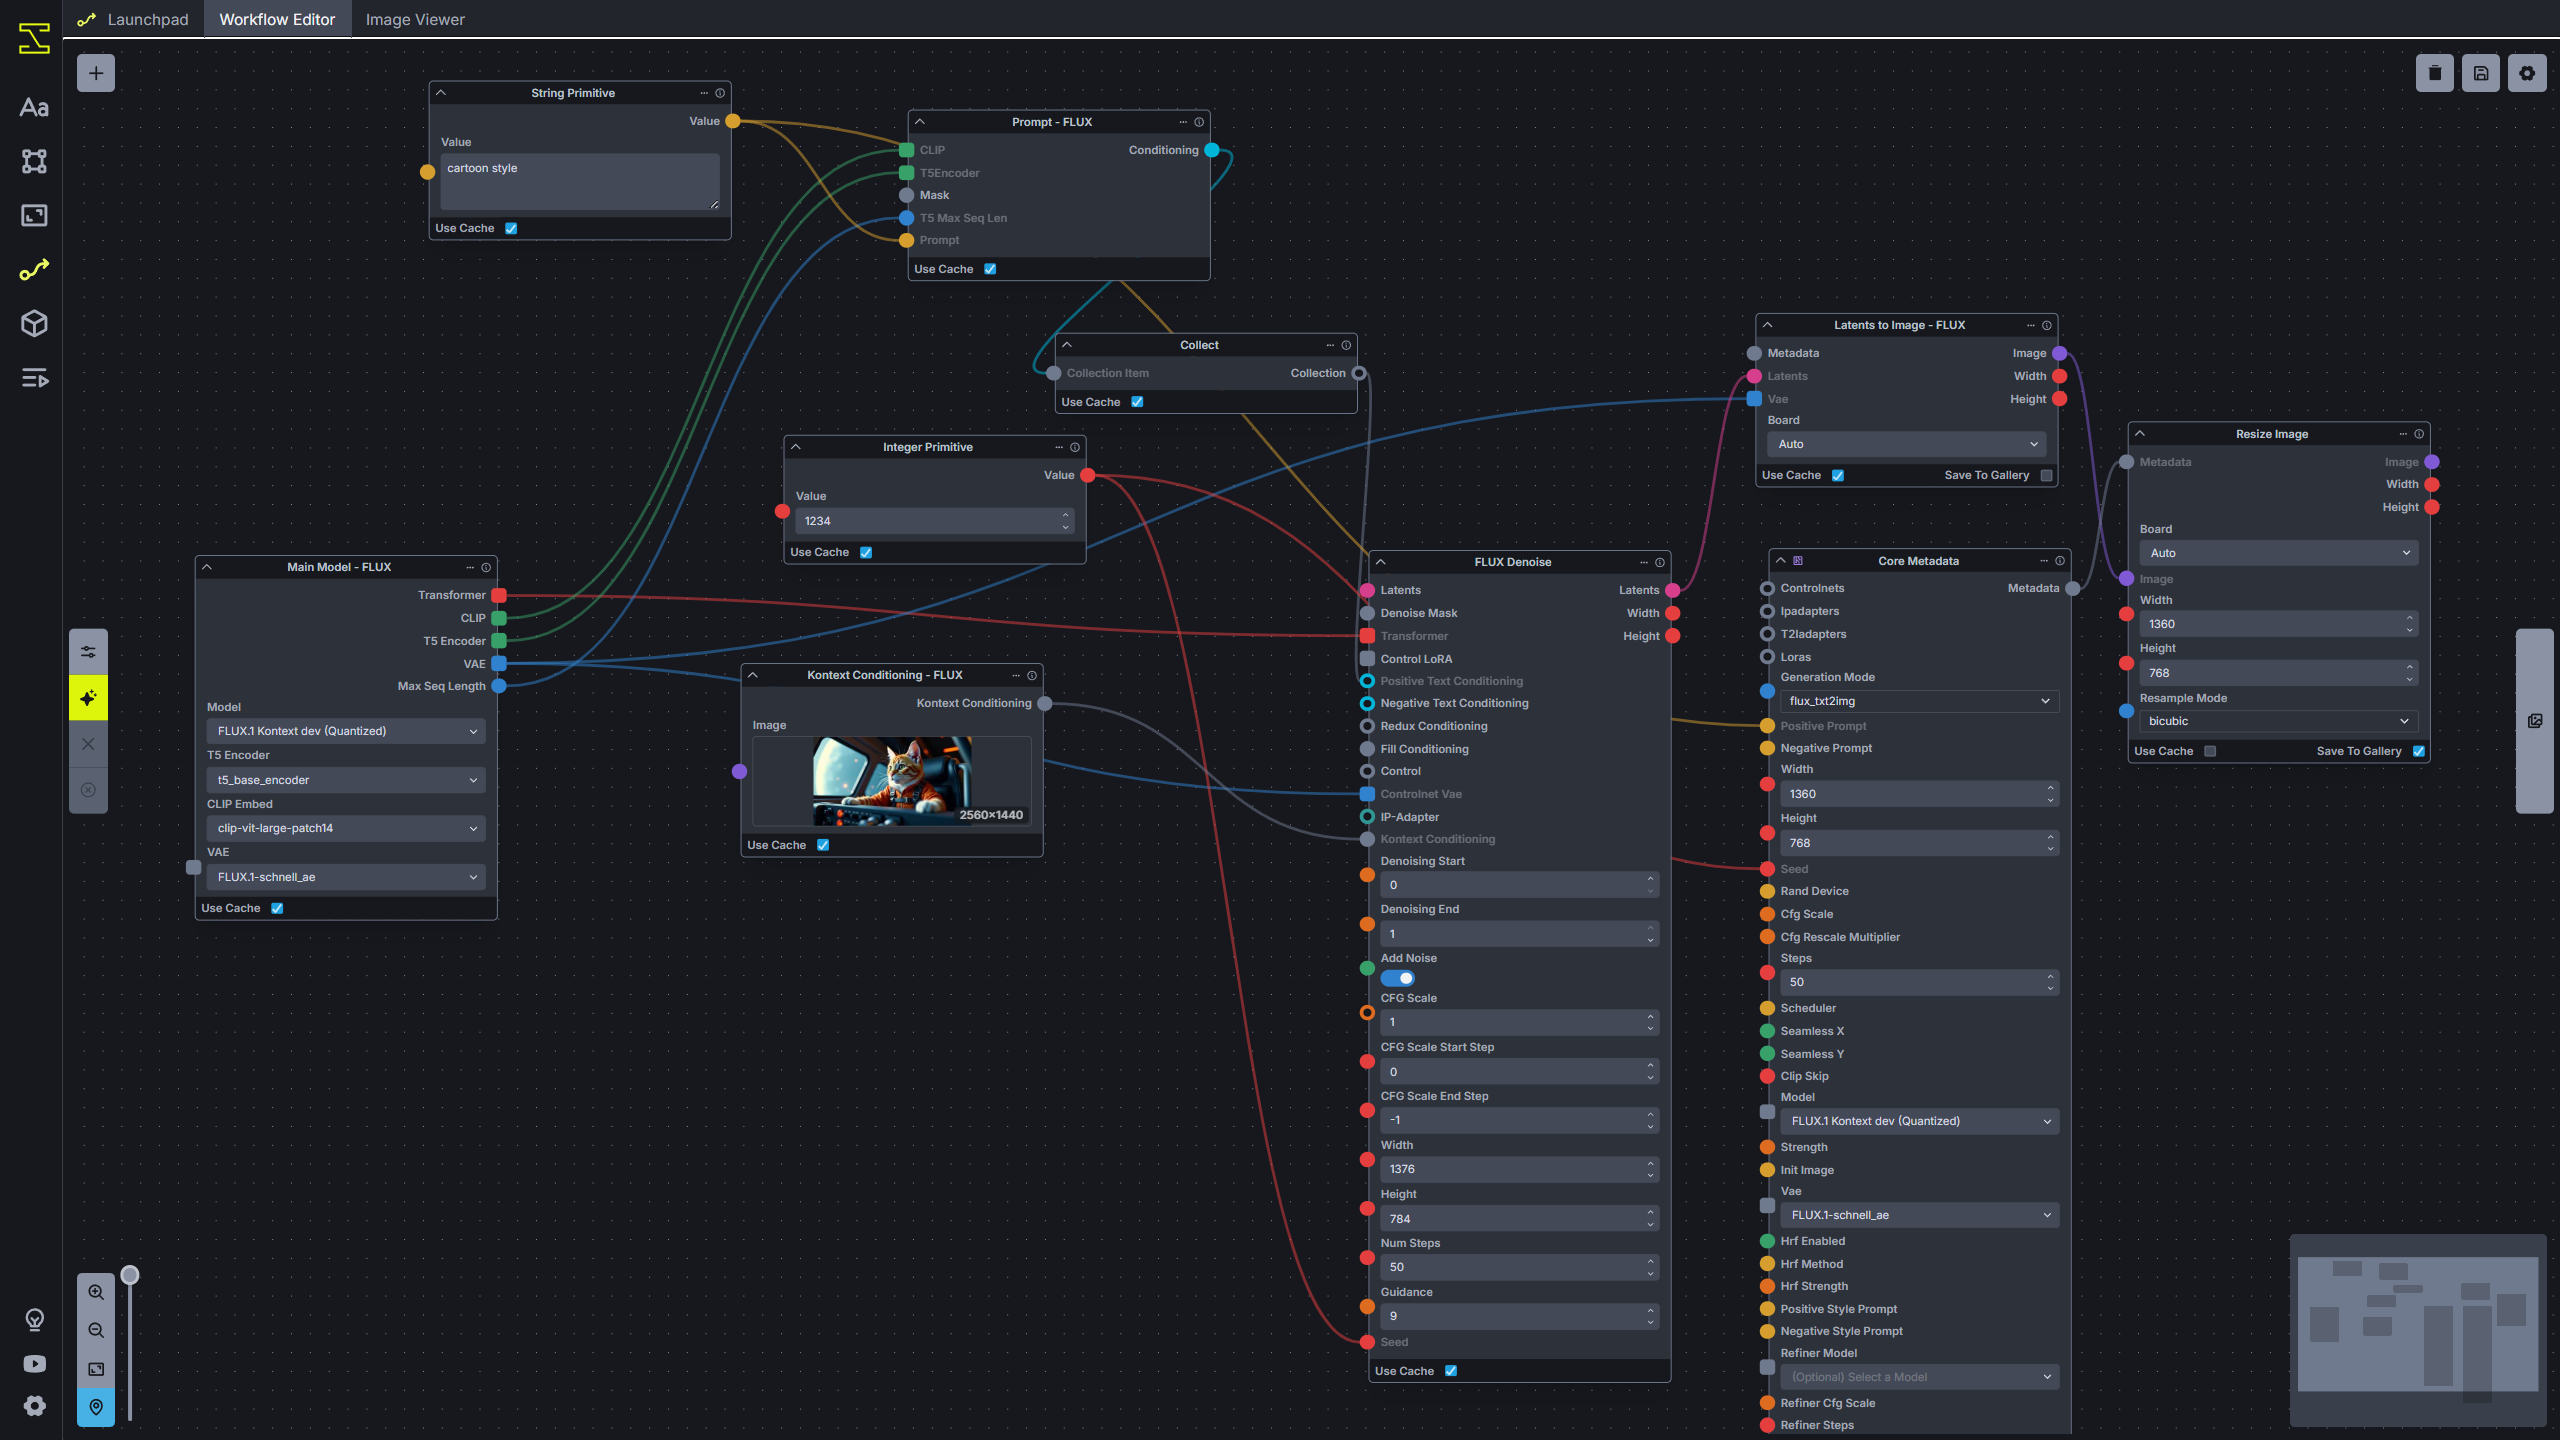 Launchpad
Workflow Editor
Image Viewer
Aa
String Primitive
Value
Value
cartoon style
Use Cache
Prompt - FLUX
CLIP
Conditioning
T5Encoder
Mask
T5 Max Seq Len
Prompt
Use Cache
Collect
Collection Item
Collection
Use Cache
Integer Primitive
Value
Value
1234
Use Cache
Main Model - FLUX
Transformer
CLIP
T5 Encoder
VAE
Max Seq Length
Model
FLUX.1 Kontext dev (Quantized)
T5 Encoder
t5_base_encoder
CLIP Embed
clip-vit-large-patch14
VAE
FLUX.1-schnell_ae
Use Cache
Kontext Conditioning - FLUX
Kontext Conditioning
Image
2560×1440
Use Cache
FLUX Denoise
Latents
Latents
Denoise Mask
Width
Transformer
Height
Control LoRA
Positive Text Conditioning
Negative Text Conditioning
Redux Conditioning
Fill Conditioning
Control
Controlnet Vae
IP-Adapter
Kontext Conditioning
Denoising Start
0
Denoising End
1
Add Noise
CFG Scale
1
CFG Scale Start Step
0
CFG Scale End Step
-1
Width
1376
Height
784
Num Steps
50
Guidance
9
Seed
Use Cache
Latents to Image - FLUX
Metadata
Image
Latents
Width
Vae
Height
Board
Auto
Use Cache
Save To Gallery
Core Metadata
Controlnets
Metadata
Ipadapters
T2Iadapters
Loras
Generation Mode
flux_txt2img
Positive Prompt
Negative Prompt
Width
1360
Height
768
Seed
Rand Device
Cfg Scale
Cfg Rescale Multiplier
Steps
50
Scheduler
Seamless X
Seamless Y
Clip Skip
Model
FLUX.1 Kontext dev (Quantized)
Strength
Init Image
Vae
FLUX.1-schnell_ae
Hrf Enabled
Hrf Method
Hrf Strength
Positive Style Prompt
Negative Style Prompt
Refiner Model
(Optional) Select a Model
Refiner Cfg Scale
Refiner Steps
Resize Image
Metadata
Image
Width
Height
Board
Auto
Image
Width
1360
Height
768
Resample Mode
bicubic
Use Cache
Save To Gallery